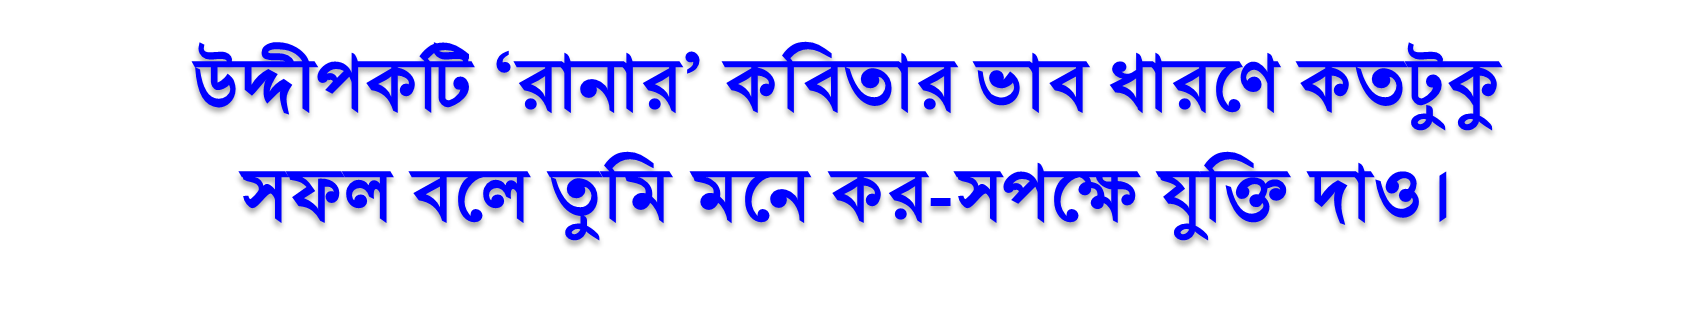 উদ্দীপকটি ‘রানার’ কবিতার ভাব ধারণে কতটুকু
সফল বলে তুমি মনে কর-সপক্ষে যুক্তি দাও।